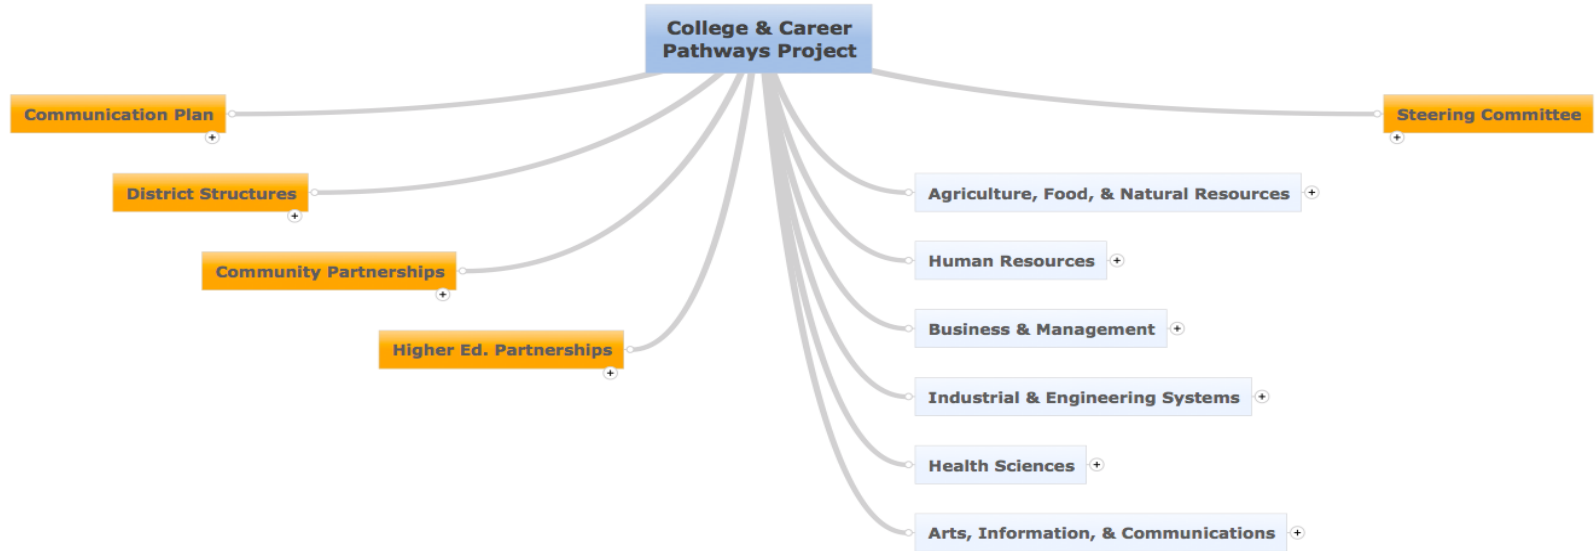 College & Career
Pathways Project
Communication Plan
Steering Committee
District Structures
Agriculture, Food, & Natural Resources
Community Partnerships
Human Resources
Business & Management
Higher Ed. Partnerships
Industrial & Engineering Systems
Health Sciences
Arts, Information, & Communications